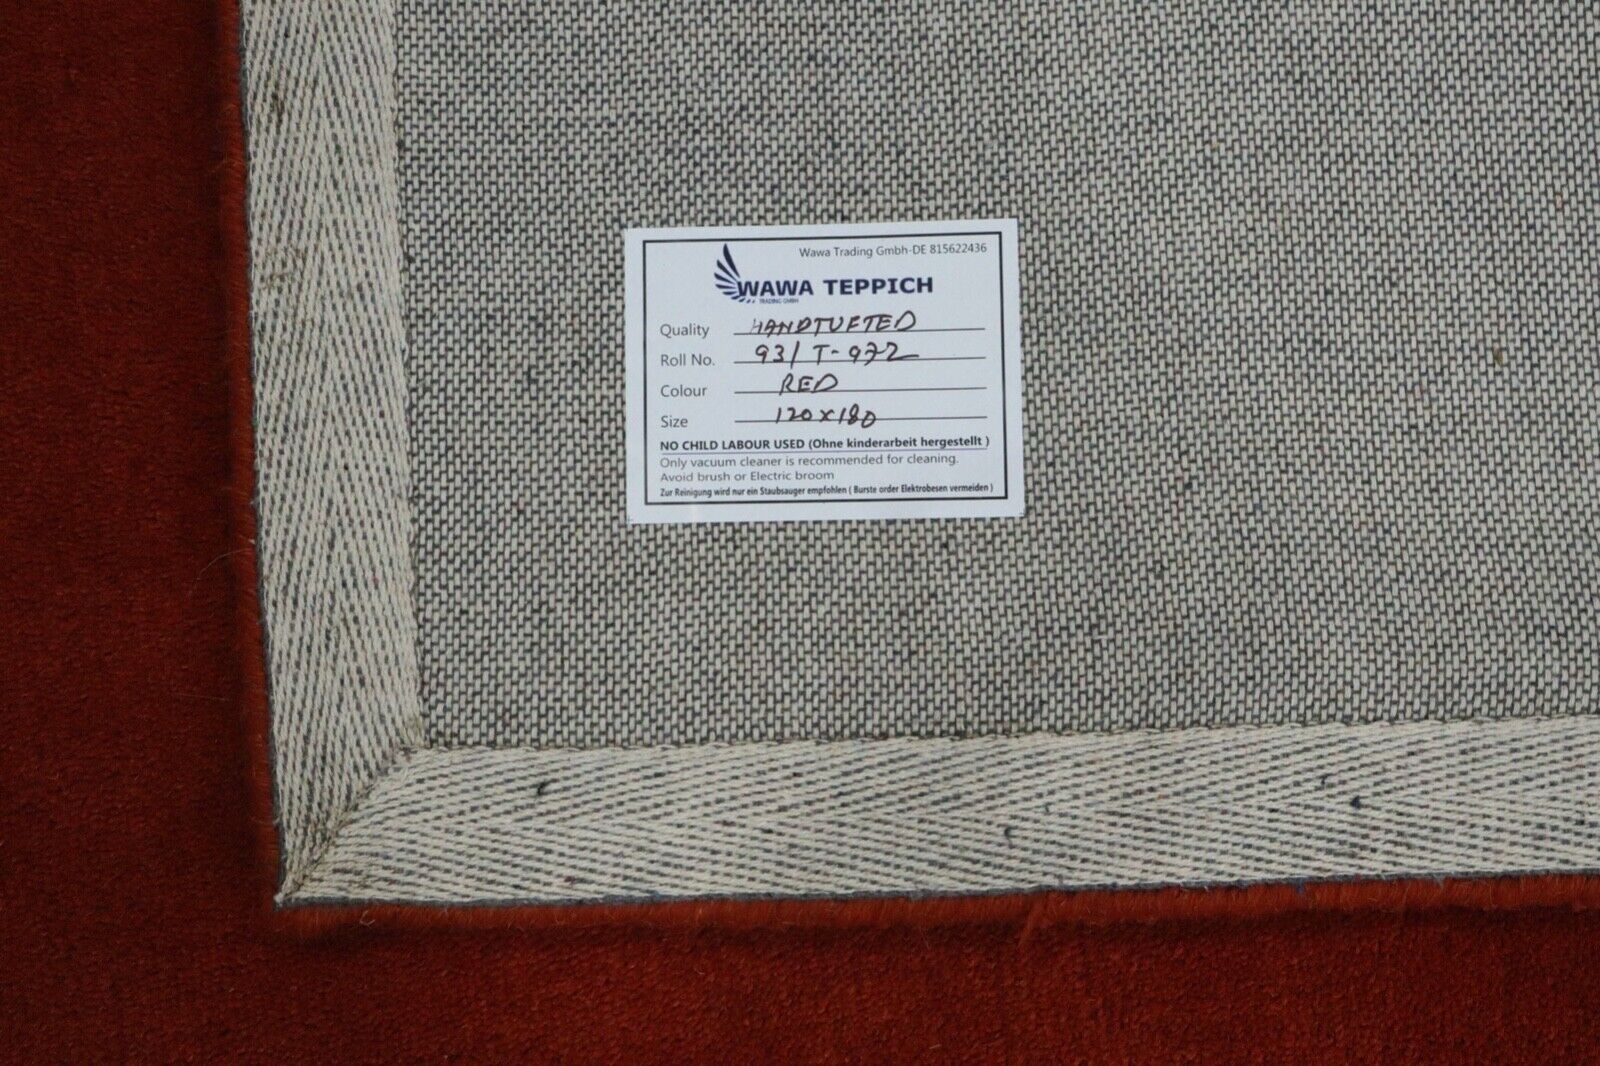 Wawa Trading Gmbh-DE 815622436
WAWA TEPPICH
TRADING GMBH
Quality HANDTUFTED
Roll No. 931 T-972
Colour RED
Size 120x180
NO CHILD LABOUR USED (Ohne kinderarbeit hergestellt )
Only vacuum cleaner is recommended for cleaning.
Avoid brush or Electric broom
Zur Reinigung wird nur ein Staubsauger empfohlen ( Burste order Elektrobesen vermeiden )